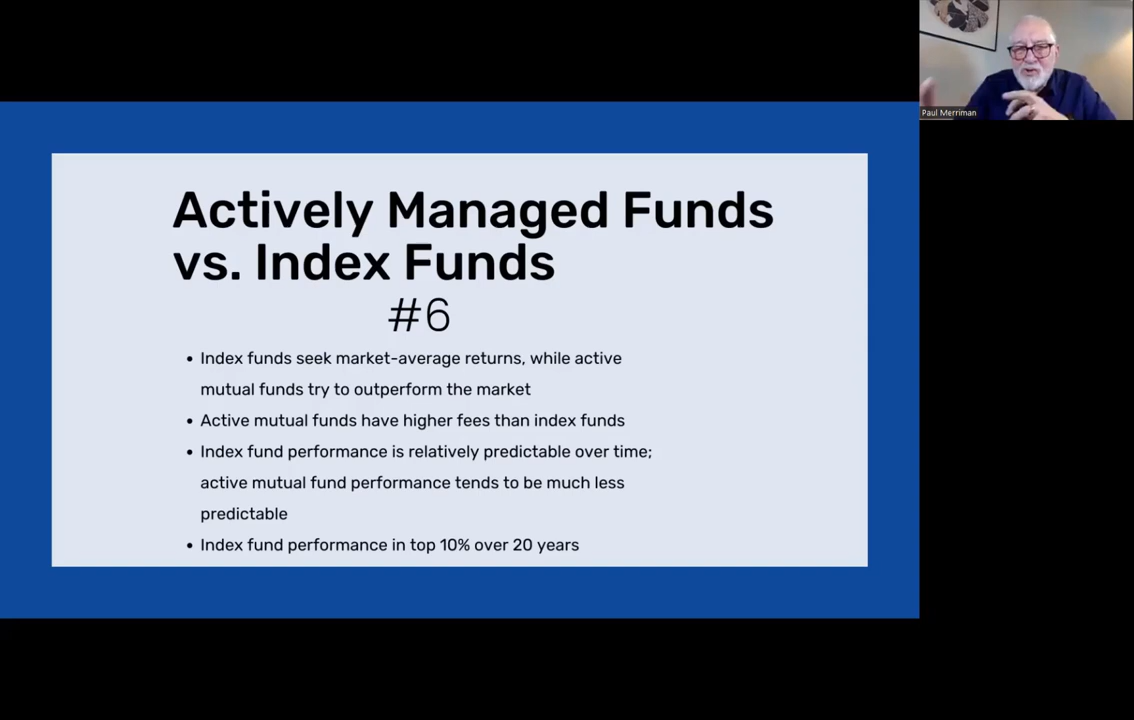 Paul Merriman
Actively Managed Funds
vs. Index Funds
#6
• Index funds seek market-average returns, while active
mutual funds try to outperform the market
• Active mutual funds have higher fees than index funds
• Index fund performance is relatively predictable over time;
active mutual fund performance tends to be much less
predictable
• Index fund performance in top 10% over 20 years